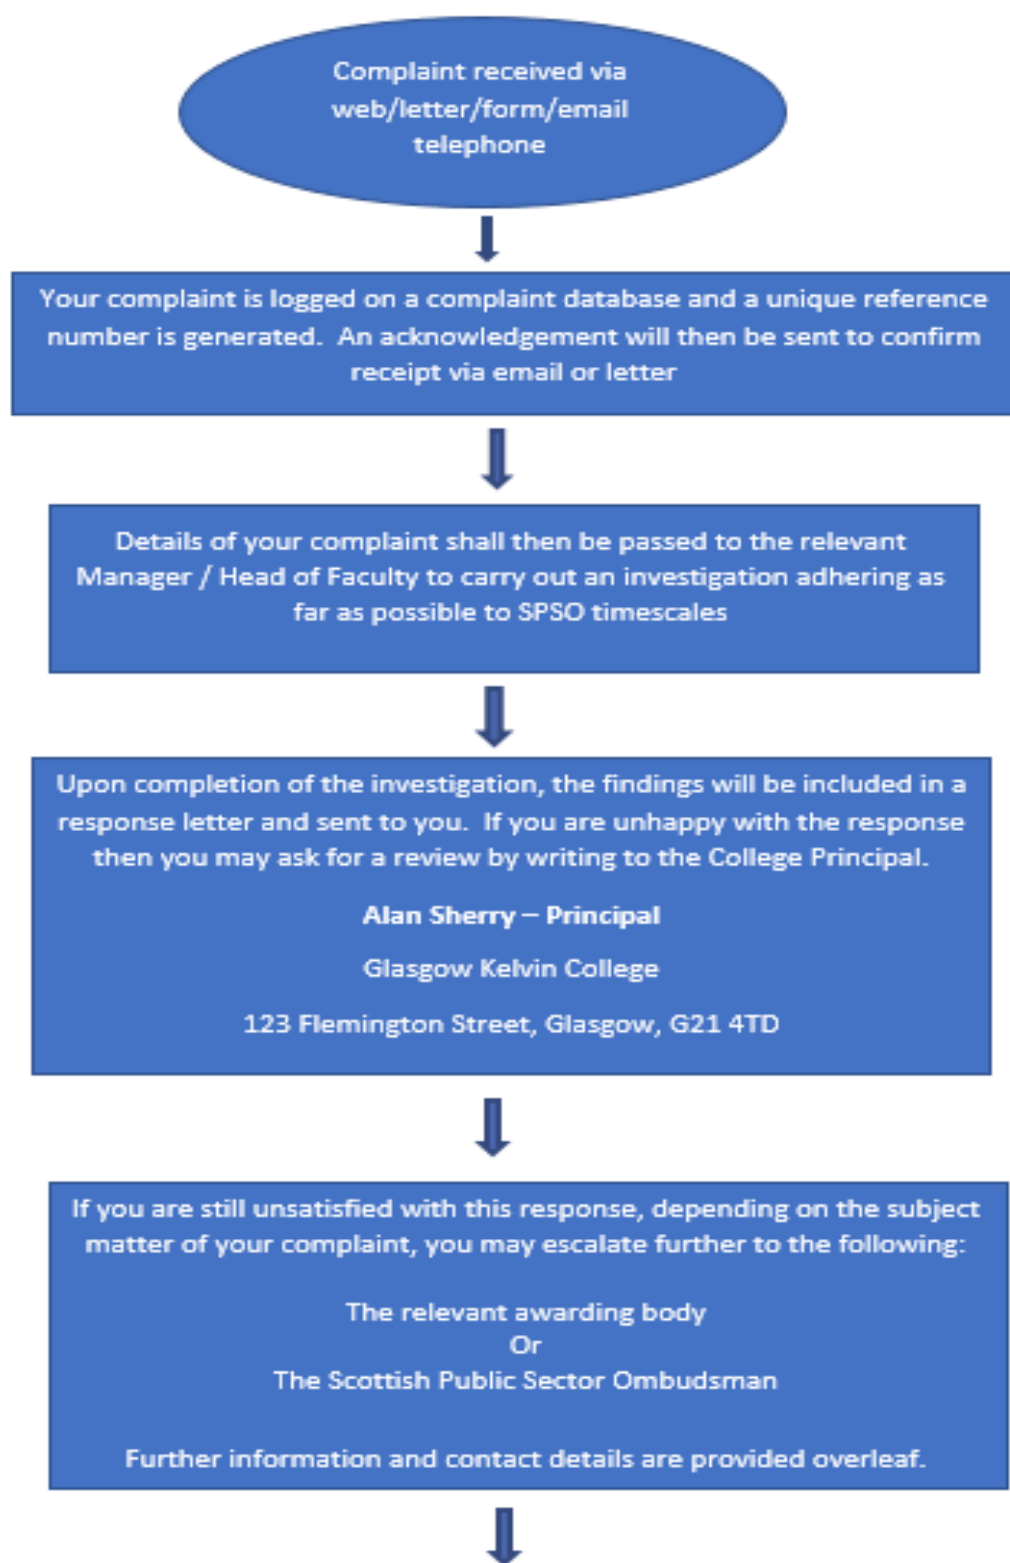 Complaint received via
web/letter/form/email
telephone
Your complaint is logged on a complaint database and a unique reference
number is generated.  An acknowledgement will then be sent to confirm
receipt via email or letter
Details of your complaint shall then be passed to the relevant
Manager / Head of Faculty to carry out an investigation adhering as
far as possible to SPSO timescales
Upon completion of the investigation, the findings will be included in a
response letter and sent to you.  If you are unhappy with the response
then you may ask for a review by writing to the College Principal.
Alan Sherry – Principal
Glasgow Kelvin College
123 Flemington Street, Glasgow, G21 4TD
If you are still unsatisfied with this response, depending on the subject
matter of your complaint, you may escalate further to the following:
The relevant awarding body
Or
The Scottish Public Sector Ombudsman
Further information and contact details are provided overleaf.